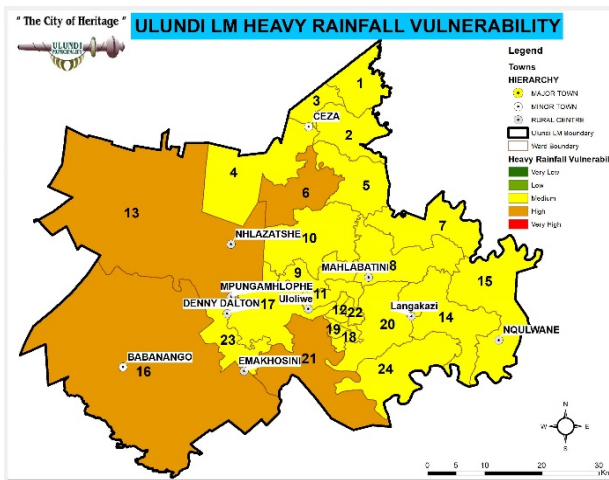 " The City of Heritage "
ULUNDI
MUNICIPALITY
ULUNDI LM HEAVY RAINFALL VULNERABILITY
Legend
Towns
HIERARCHY
MAJOR TOWN
MINOR TOWN
RURAL CENTRE
Ulundi LM Boundary
Ward Boundary
Heavy Rainfall Vulnerabil
Very Low
Low
Medium
High
Very High
1
3
CEZA
2
4
5
6
13
7
NHLAZATSHE
10
15
MAHLABATINI
8
9
MPUNGAMHLOPHE
11
DENNY DALTON
17
Uloliwe
12
22
Langakazi
14
20
19
18
NQULWANE
23
21
BABANANGO
16
EMAKHOSINI
24
N
W
E
S
0 5 10 20 30
Km